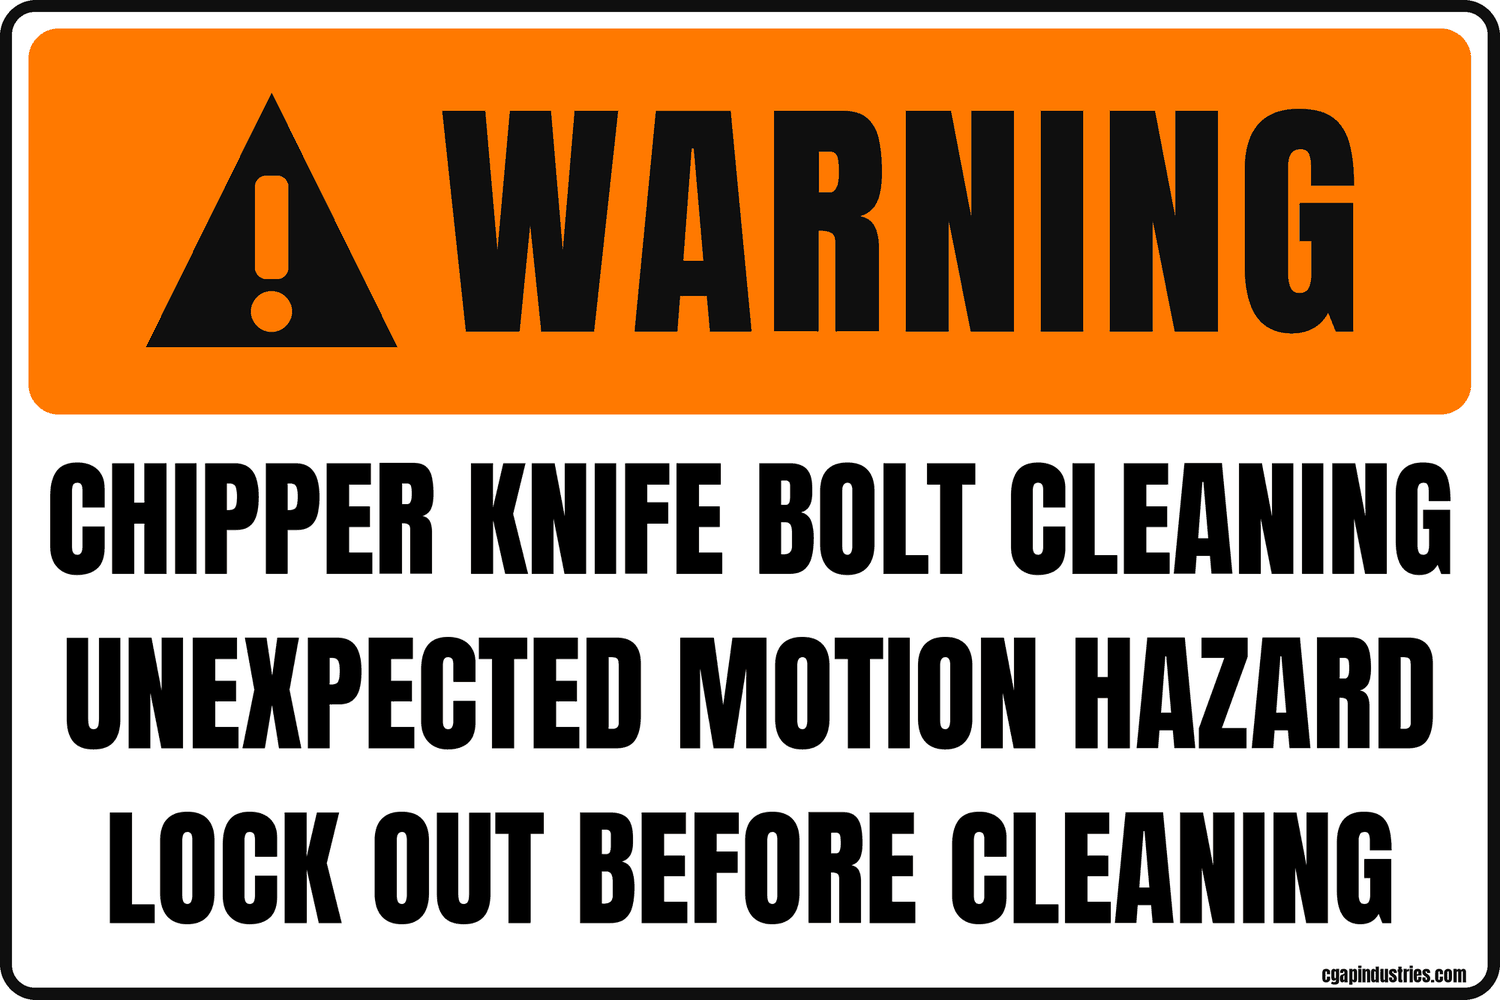 WARNING
CHIPPER KNIFE BOLT CLEANING
UNEXPECTED MOTION HAZARD
LOCK OUT BEFORE CLEANING
cgapindustries.com